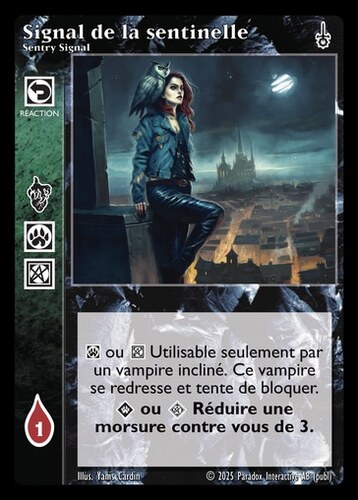 Signal de la sentinelle
Sentry Signal
REACTION
ou Utilisable seulement par
un vampire incliné. Ce vampire
se redresse et tente de bloquer.
ou Réduire une
morsure contre vous de 3.
1
Illus. Yams Cardin © 2025 Paradox Interactive AB (publ)